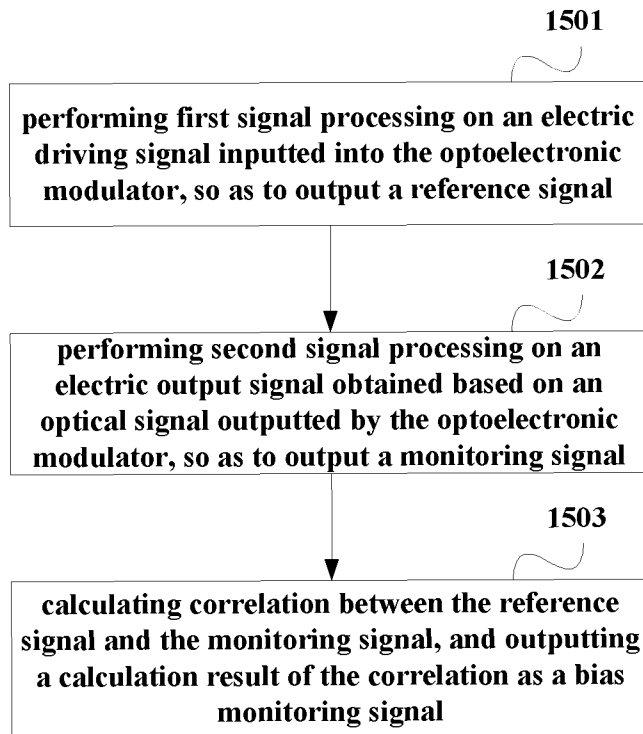 1501
performing first signal processing on an electric
driving signal inputted into the optoelectronic
modulator, so as to output a reference signal
1502
performing second signal processing on an
electric output signal obtained based on an
optical signal outputted by the optoelectronic
modulator, so as to output a monitoring signal
1503
calculating correlation between the reference
signal and the monitoring signal, and outputting
a calculation result of the correlation as a bias
monitoring signal